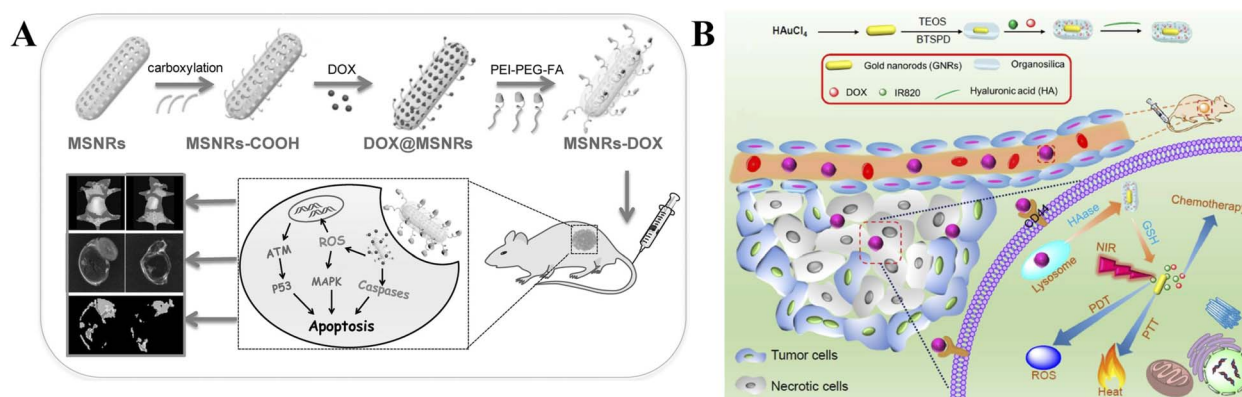 A
carboxylation
DOX
PEI-PEG-FA
MSNRs
MSNRs-COOH
DOX@MSNRs
MSNRs-DOX
ATM
ROS
P53
MAPK
Caspases
Apoptosis
B
HAuCl4
TEOS
BTSPD
Gold nanorods (GNRs)
Organosilica
DOX
IR820
Hyaluronic acid (HA)
CD44
HAase
GSH
Chemotherapy
Lysosome
NIR
PDT
PTT
ROS
Heat
Tumor cells
Necrotic cells